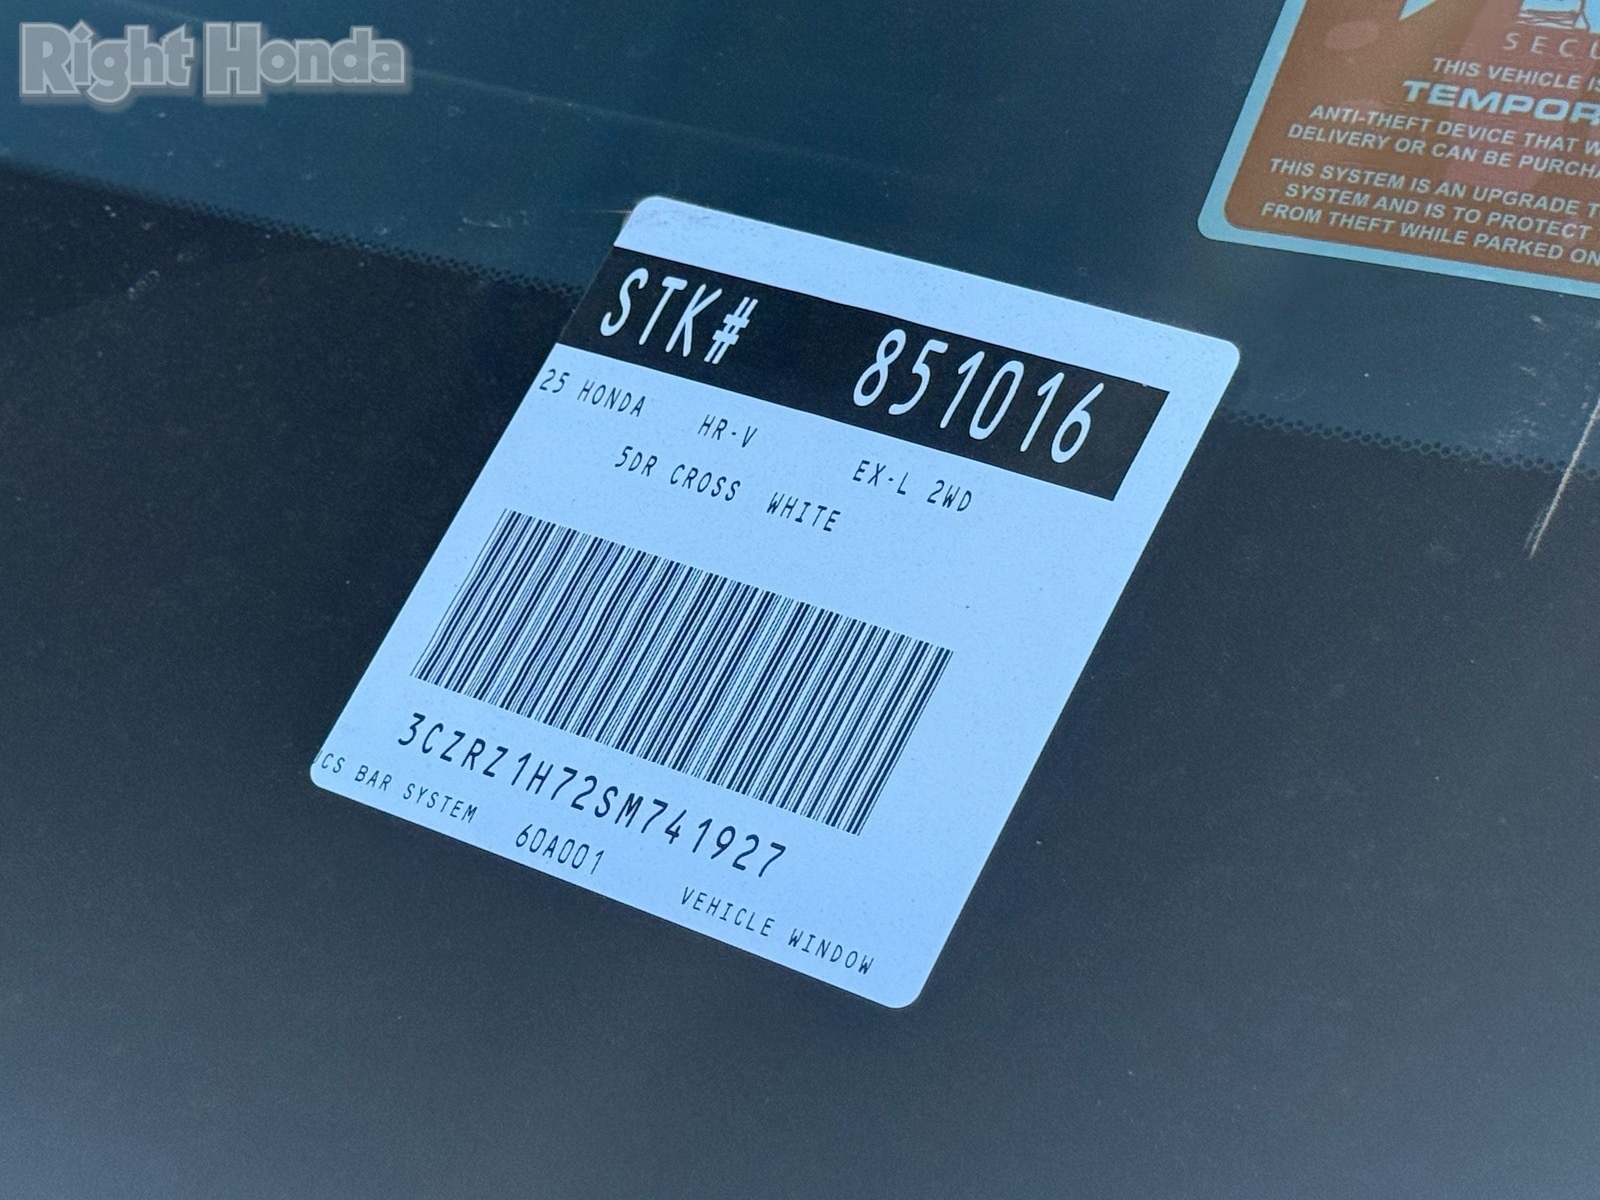 Right Honda
SECU
THIS VEHICLE IS
TEMPOR
ANTI-THEFT DEVICE THAT W
DELIVERY OR CAN BE PURCHA
THIS SYSTEM IS AN UPGRADE T
SYSTEM AND IS TO PROTECT
FROM THEFT WHILE PARKED ON
STK# 851016
25 HONDA HR-V EX-L 2WD
5DR CROSS WHITE
3CZRZ1H72SM741927
CS BAR SYSTEM 60A001 VEHICLE WINDOW